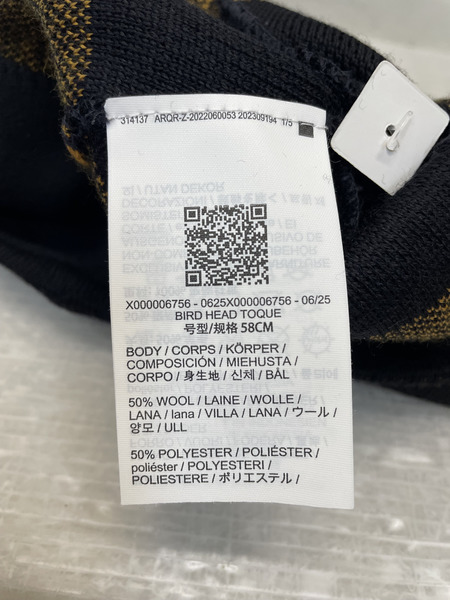 314137 ARQR-Z-2022060053 202309194 1/5
X000006756 - 0625X000006756 - 06/25
BIRD HEAD TOQUE
号型/规格 58CM
BODY / CORPS / KÖRPER /
COMPOSICIÓN / MIEHUSTA /
CORPO / 身生地 / 신체 / BÅL
50% WOOL / LAINE / WOLLE /
LANA / lana / VILLA / LANA / ウール /
양모 / ULL
50% POLYESTER / POLIÉSTER /
poliéster / POLYESTERI /
POLIESTERE / ポリエステル /